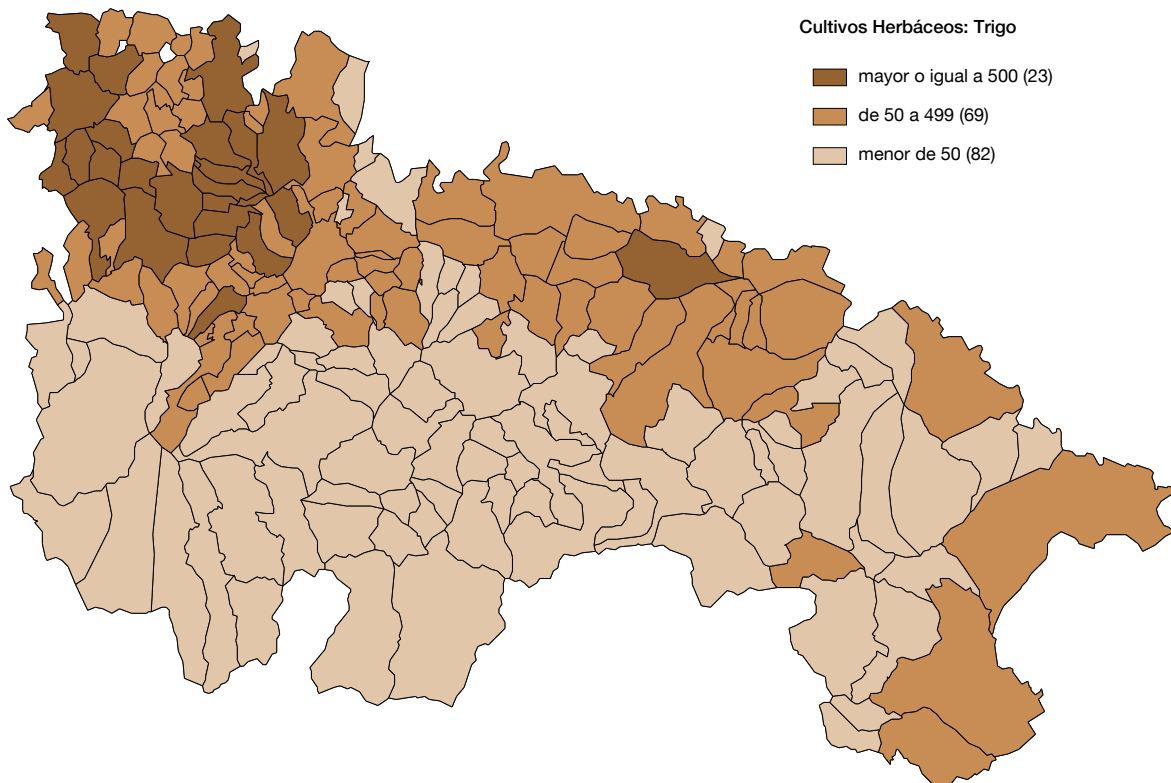 Cultivos Herbáceos: Trigo
mayor o igual a 500 (23)
de 50 a 499 (69)
menor de 50 (82)